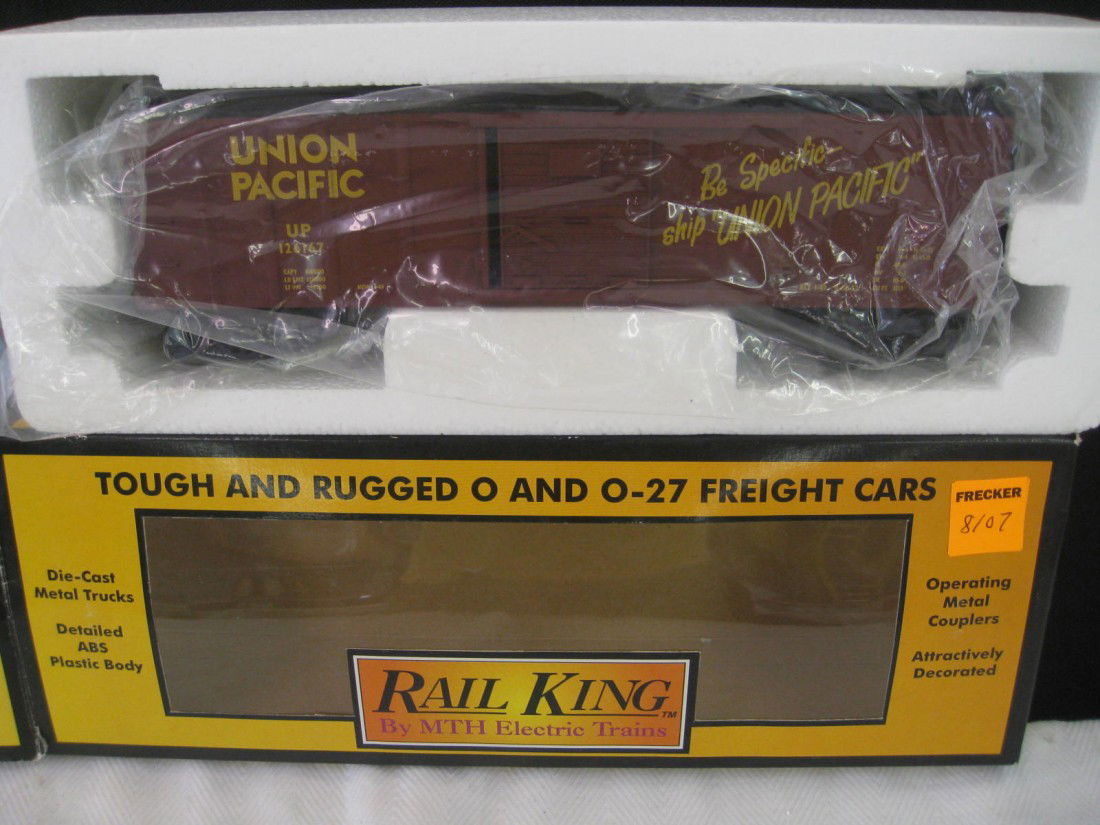 UNION
PACIFIC
UP
Be Specific-
ship "UNION PACIFIC"
TOUGH AND RUGGED O AND O-27 FREIGHT CARS
FRECKER
8/07
Die-Cast
Metal Trucks
Detailed
ABS
Plastic Body
Operating
Metal
Couplers
Attractively
Decorated
RAIL KING™
By MTH Electric Trains